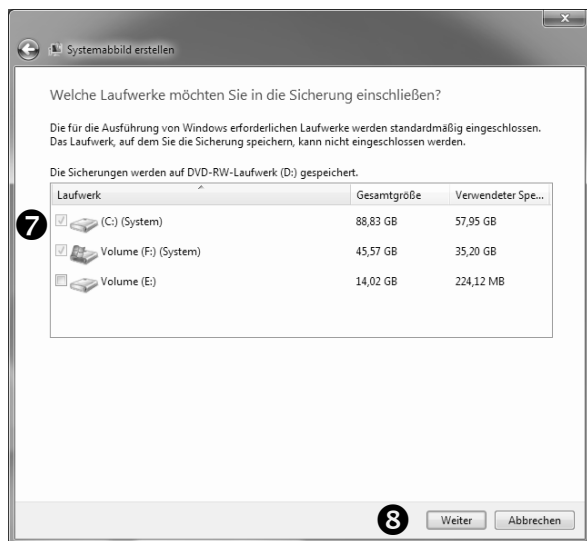 Systemabbild erstellen
Welche Laufwerke möchten Sie in die Sicherung einschließen?
Die für die Ausführung von Windows erforderlichen Laufwerke werden standardmäßig eingeschlossen.
Das Laufwerk, auf dem Sie die Sicherung speichern, kann nicht eingeschlossen werden.
Die Sicherungen werden auf DVD-RW-Laufwerk (D:) gespeichert.
Laufwerk Gesamtgröße Verwendeter Spe...
7 (C:) (System) 88,83 GB 57,95 GB
Volume (F:) (System) 45,57 GB 35,20 GB
Volume (E:) 14,02 GB 224,12 MB
8 Weiter Abbrechen